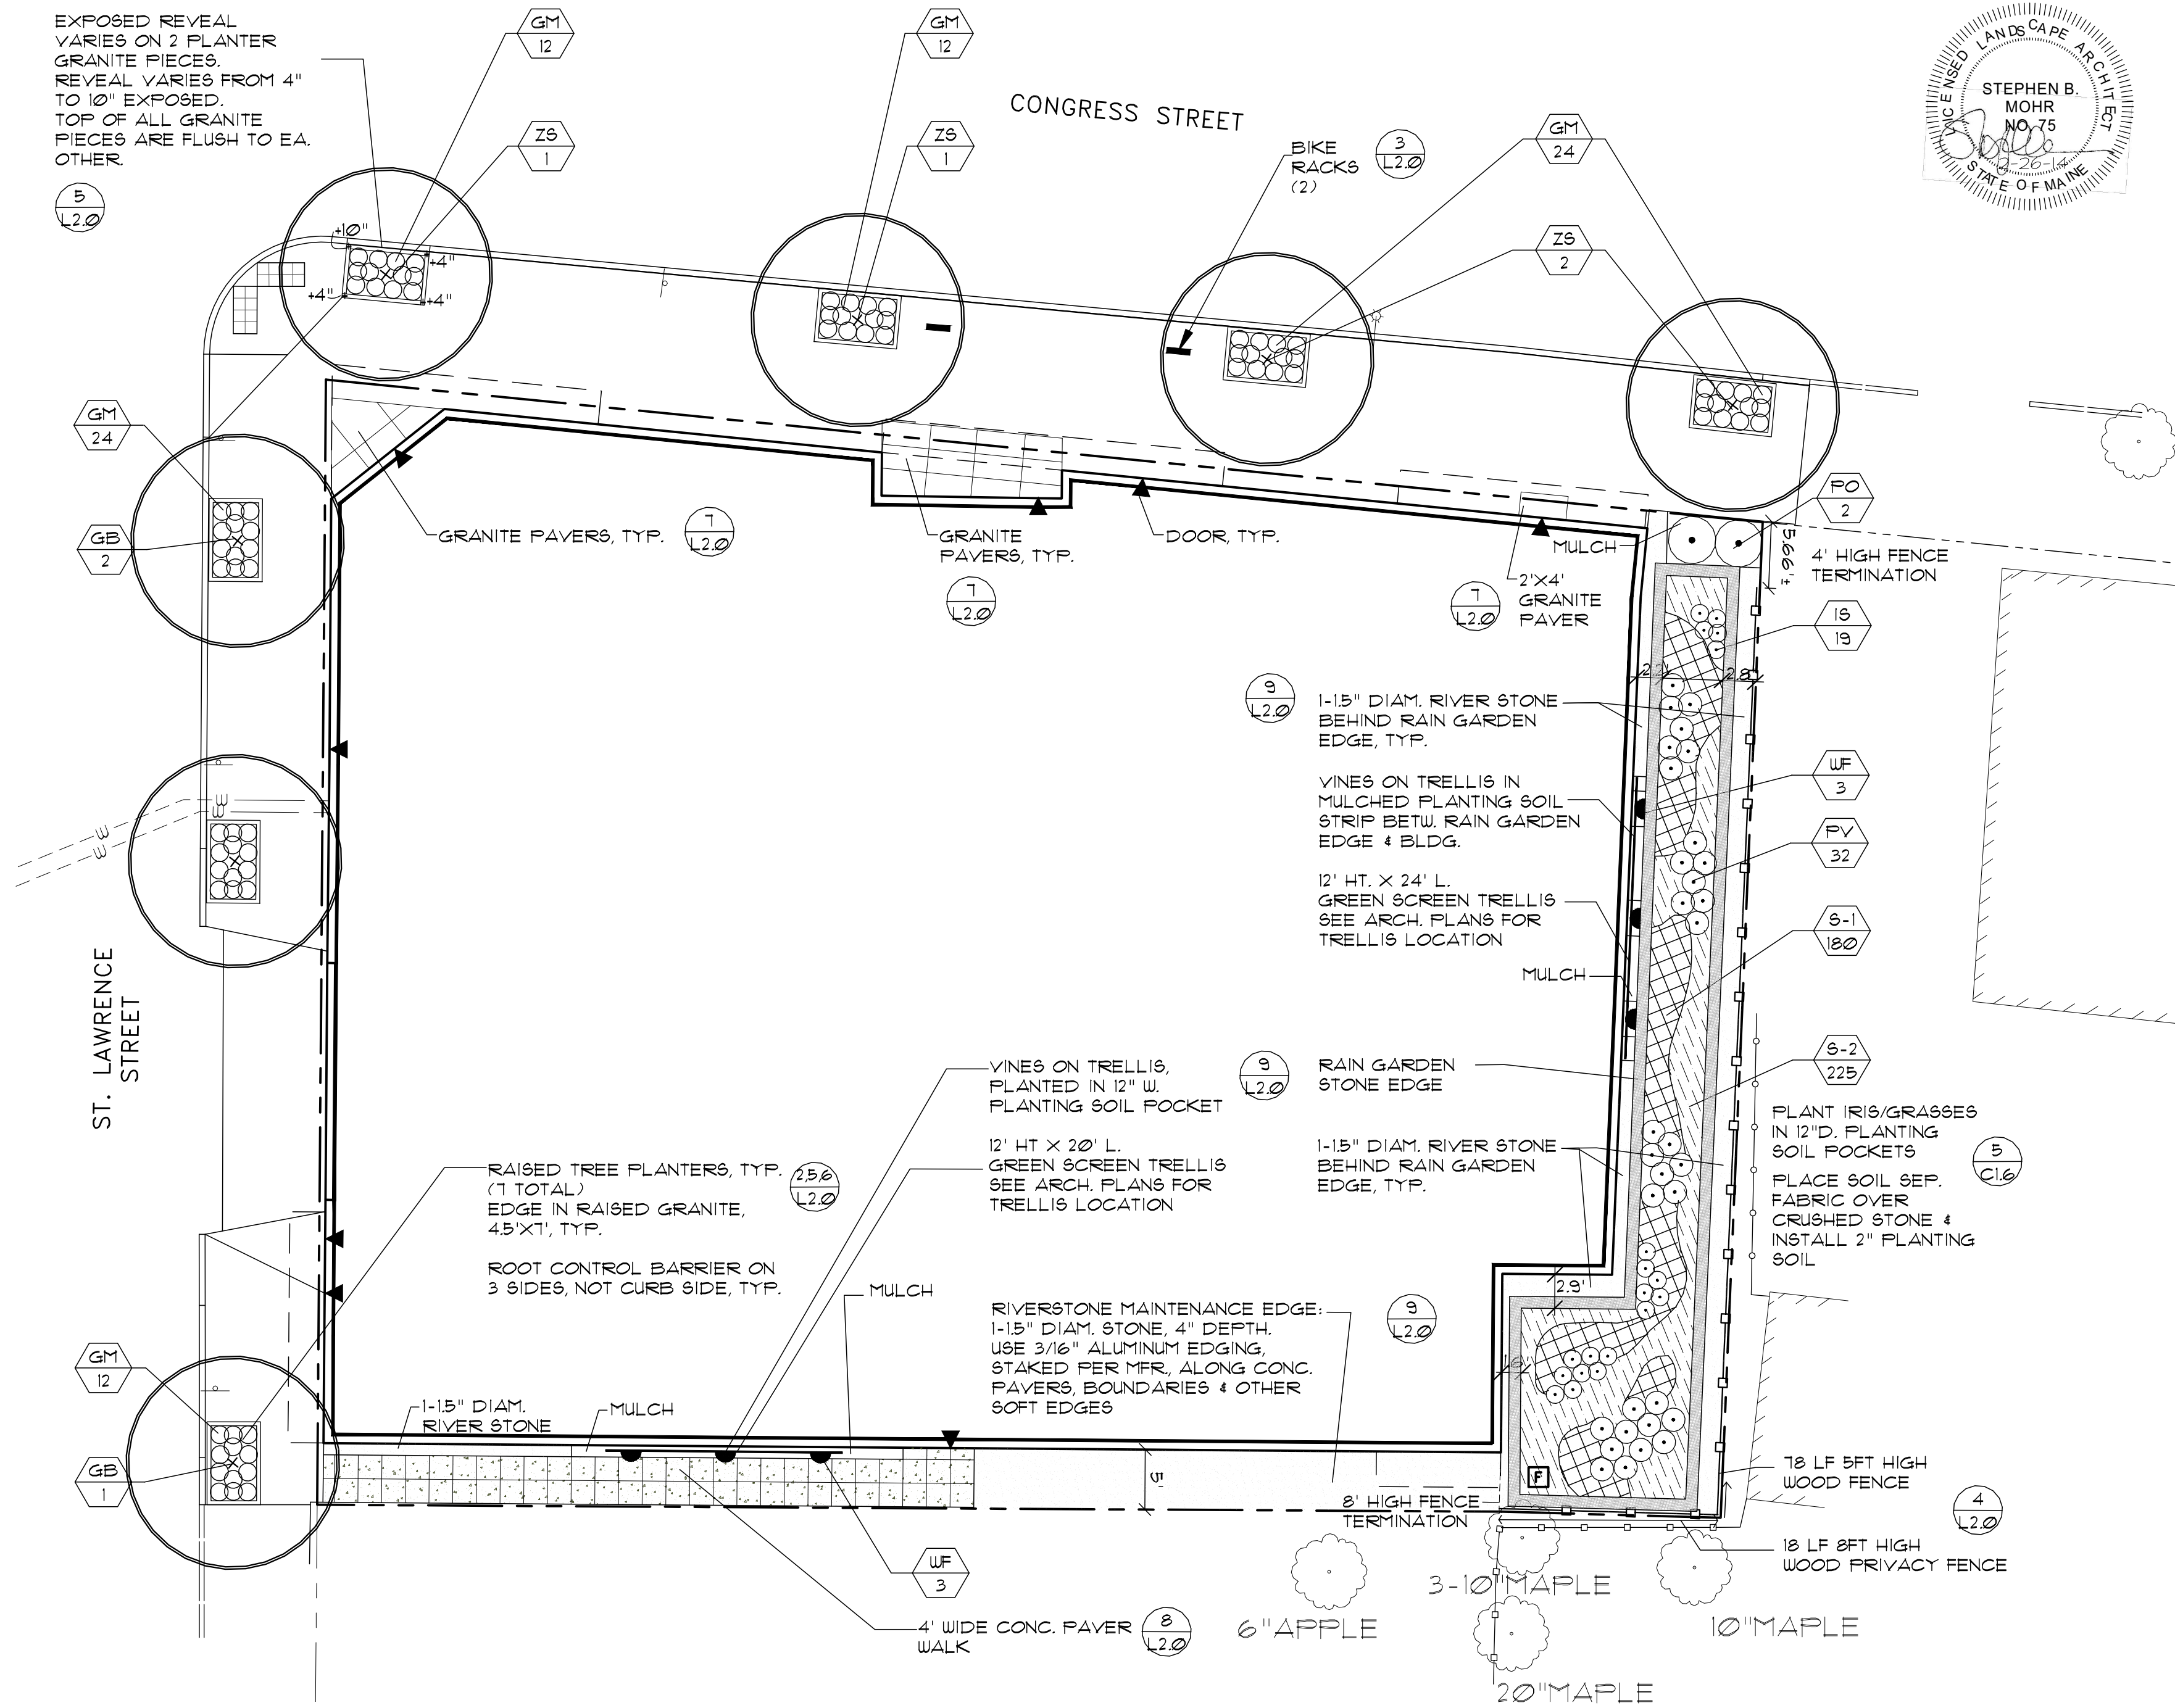 EXPOSED REVEAL
VARIES ON 2 PLANTER
GRANITE PIECES.
REVEAL VARIES FROM 4"
TO 10" EXPOSED.
TOP OF ALL GRANITE
PIECES ARE FLUSH TO EA.
OTHER.
5
L2.0
GM
12
ZS
1
GM
12
ZS
1
CONGRESS STREET
BIKE
RACKS
(2)
3
L2.0
GM
24
ZS
2
LICENSED LANDSCAPE ARCHITECT
STEPHEN B.
MOHR
NO. 75
STATE OF MAINE
+10"
+4"
+4"
+4"
GM
24
GB
2
GRANITE PAVERS, TYP.
7
L2.0
GRANITE
PAVERS, TYP.
7
L2.0
DOOR, TYP.
7
L2.0
2'X4'
GRANITE
PAVER
MULCH
PO
2
5.66'±
4' HIGH FENCE
TERMINATION
IS
19
2.8'
9
L2.0
1-1.5" DIAM. RIVER STONE
BEHIND RAIN GARDEN
EDGE, TYP.
VINES ON TRELLIS IN
MULCHED PLANTING SOIL
STRIP BETW. RAIN GARDEN
EDGE & BLDG.
12' HT. X 24' L.
GREEN SCREEN TRELLIS
SEE ARCH. PLANS FOR
TRELLIS LOCATION
MULCH
WF
3
PV
32
S-1
180
S-2
225
W
W
W
W
ST. LAWRENCE
STREET
VINES ON TRELLIS,
PLANTED IN 12" W.
PLANTING SOIL POCKET
9
L2.0
RAIN GARDEN
STONE EDGE
12' HT X 20' L.
GREEN SCREEN TRELLIS
SEE ARCH. PLANS FOR
TRELLIS LOCATION
1-1.5" DIAM. RIVER STONE
BEHIND RAIN GARDEN
EDGE, TYP.
PLANT IRIS/GRASSES
IN 12"D. PLANTING
SOIL POCKETS
PLACE SOIL SEP.
FABRIC OVER
CRUSHED STONE &
INSTALL 2" PLANTING
SOIL
5
C1.6
RAISED TREE PLANTERS, TYP.
(7 TOTAL)
EDGE IN RAISED GRANITE,
4.5'X7', TYP.
2,5,6
L2.0
ROOT CONTROL BARRIER ON
3 SIDES, NOT CURB SIDE, TYP.
MULCH
RIVERSTONE MAINTENANCE EDGE:
1-1.5" DIAM. STONE, 4" DEPTH.
USE 3/16" ALUMINUM EDGING,
STAKED PER MFR., ALONG CONC.
PAVERS, BOUNDARIES & OTHER
SOFT EDGES
9
L2.0
2.9'
GM
12
GB
1
1-1.5" DIAM.
RIVER STONE
MULCH
5'
F
8' HIGH FENCE
TERMINATION
78 LF 5FT HIGH
WOOD FENCE
4
L2.0
18 LF 8FT HIGH
WOOD PRIVACY FENCE
WF
3
4' WIDE CONC. PAVER
WALK
8
L2.0
6"APPLE
3-10"MAPLE
10"MAPLE
20"MAPLE